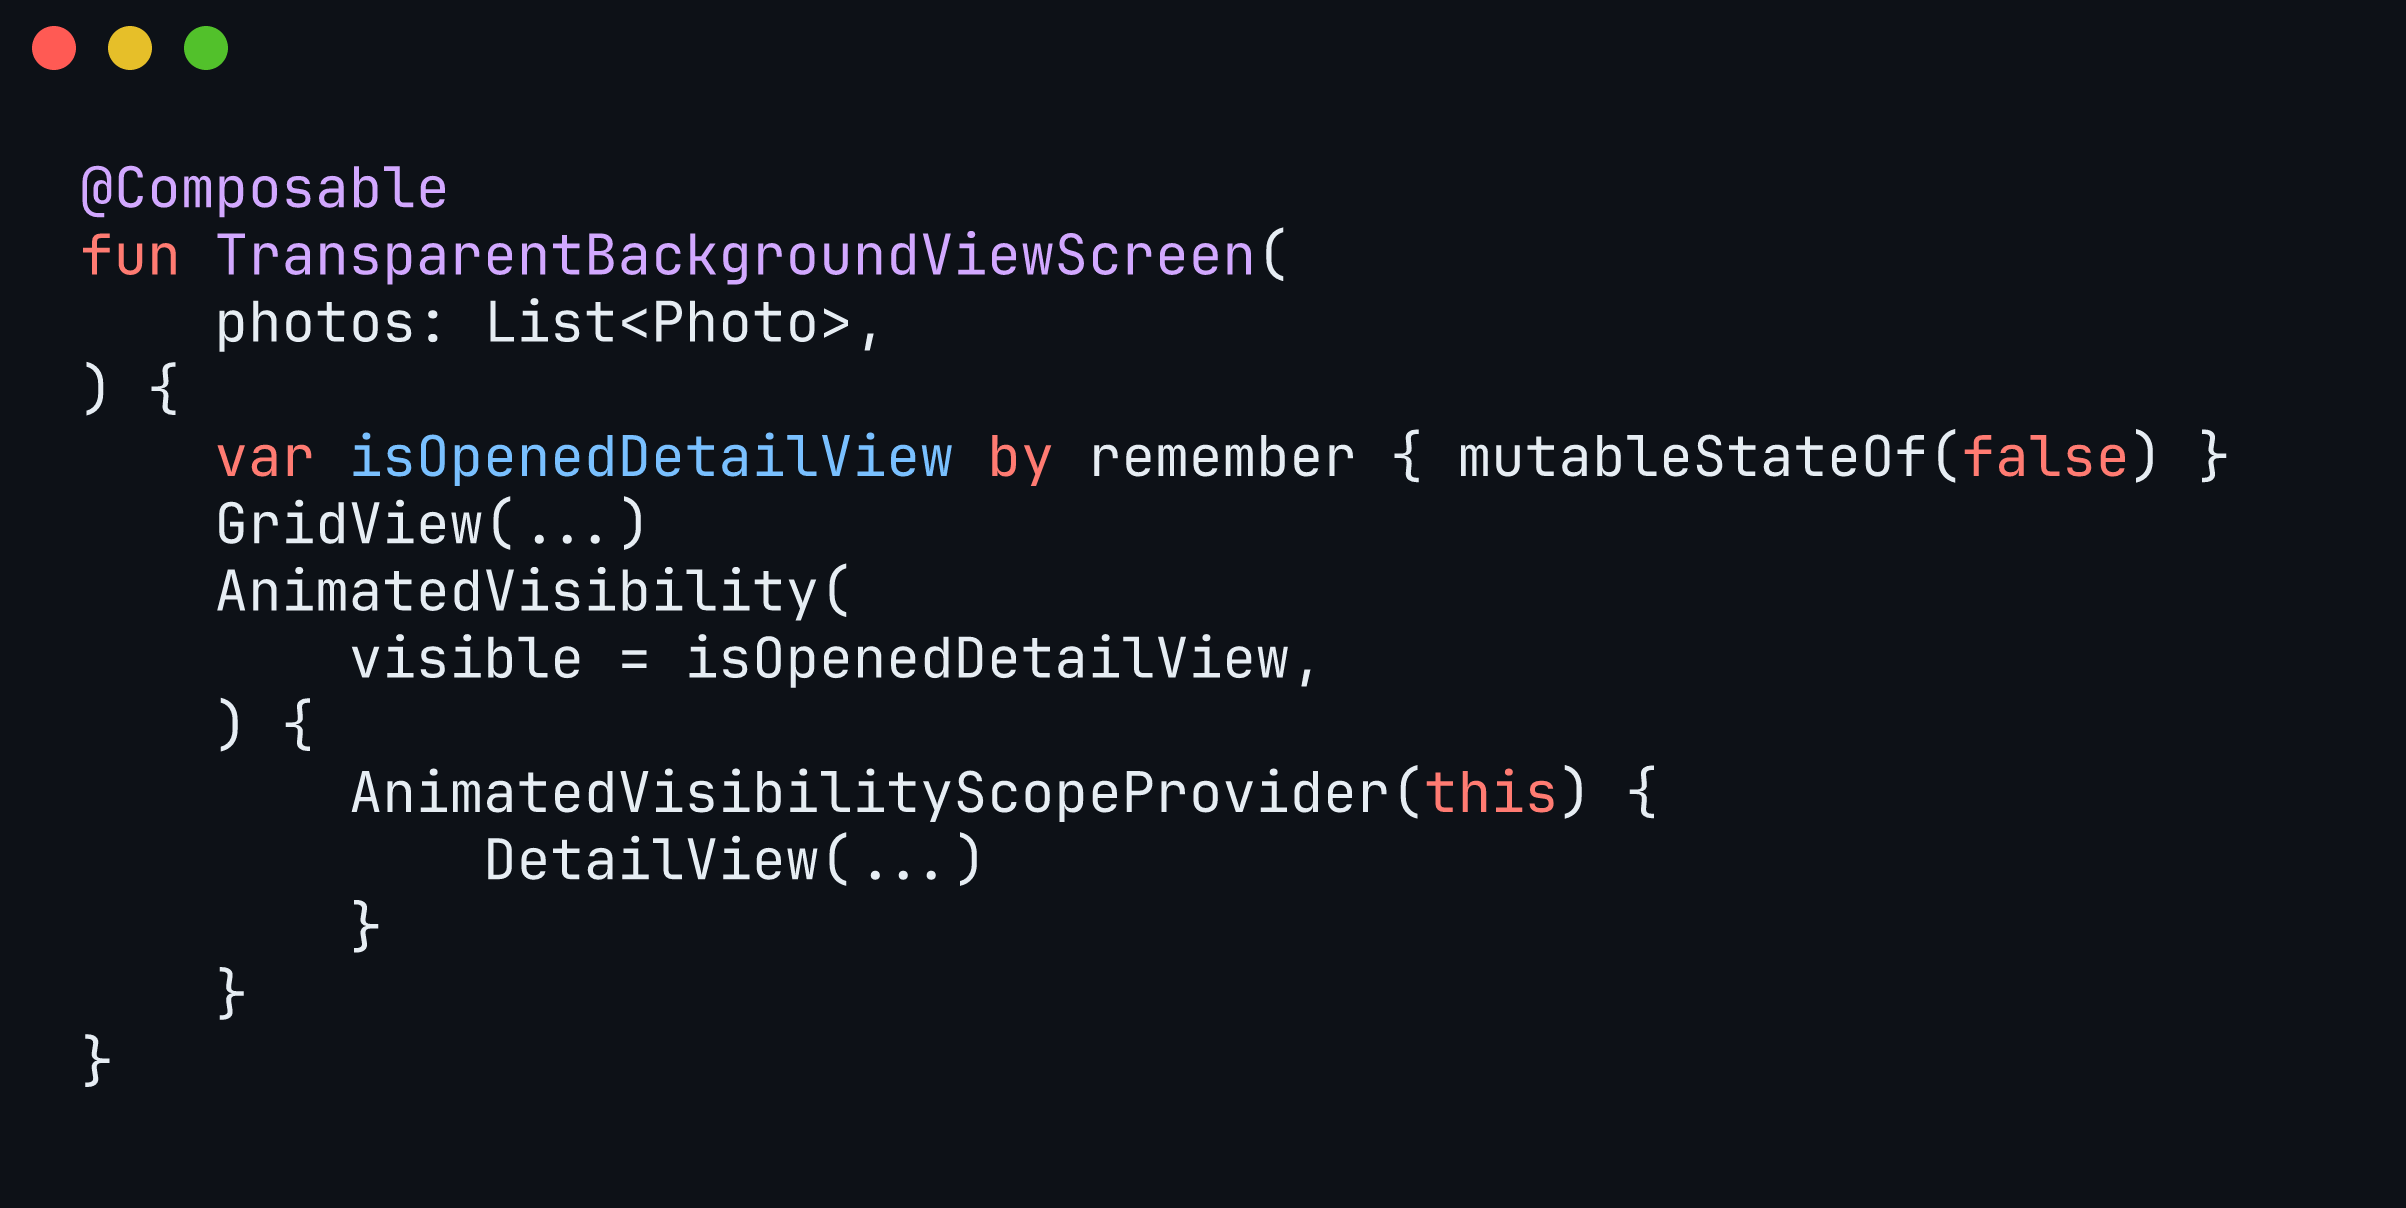 @Composable
fun TransparentBackgroundViewScreen(
    photos: List<Photo>,
) {
    var isOpenedDetailView by remember { mutableStateOf(false) }
    GridView(...)
    AnimatedVisibility(
        visible = isOpenedDetailView,
    ) {
        AnimatedVisibilityScopeProvider(this) {
            DetailView(...)
        }
    }
}